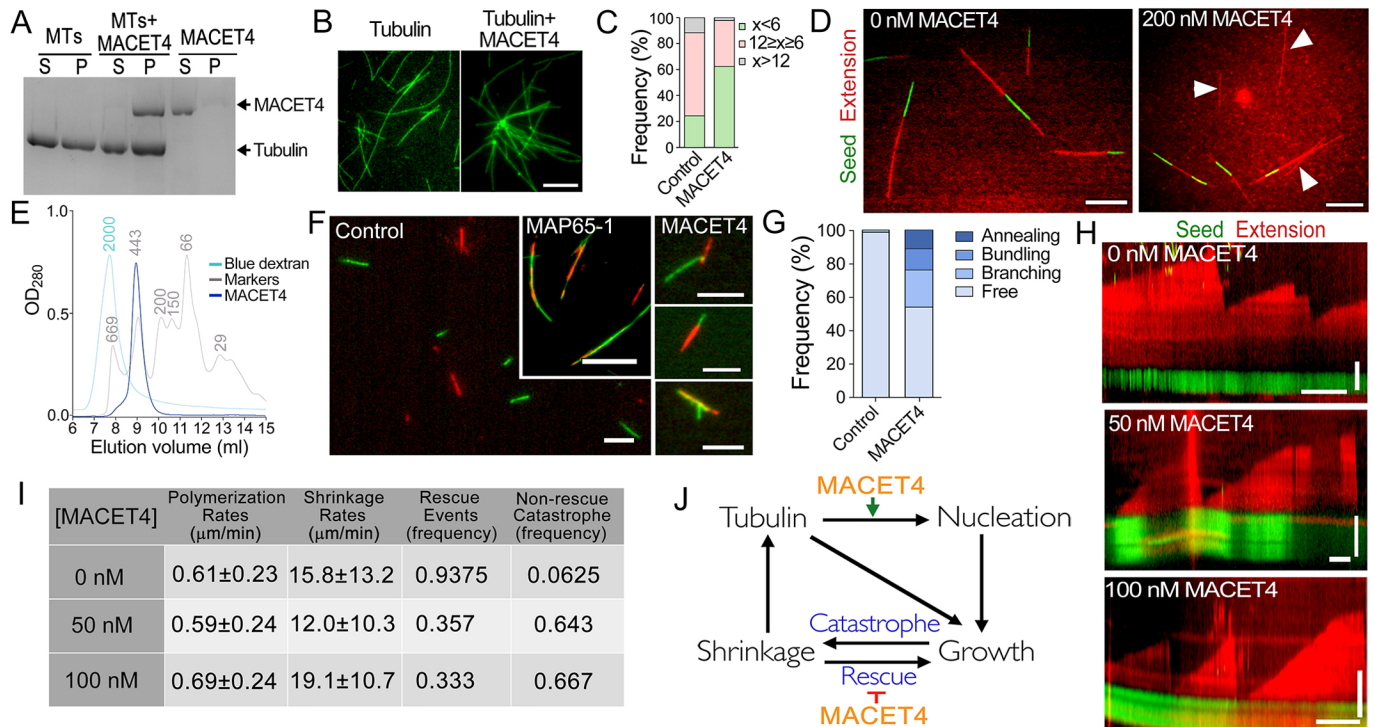 A
MTs
MTs+
MACET4
MACET4
S P S P S P
MACET4
Tubulin
B
Tubulin
Tubulin+
MACET4
C
Frequency (%)
100
80
60
40
20
0
Control
MACET4
x<6
12≥x≥6
x>12
D
Seed Extension
0 nM MACET4
200 nM MACET4
E
OD280
1.0
0.5
0.0
2000
669
443
200
150
66
29
Blue dextran
Markers
MACET4
6 7 8 9 10 11 12 13 14 15
Elution volume (ml)
F
Control
MAP65-1
MACET4
G
Frequency (%)
100
80
60
40
20
0
Control
MACET4
Annealing
Bundling
Branching
Free
H
Seed Extension
0 nM MACET4
50 nM MACET4
100 nM MACET4
I
[MACET4] Polymerization Rates (μm/min) Shrinkage Rates (μm/min) Rescue Events (frequency) Non-rescue Catastrophe (frequency)
0 nM 0.61±0.23 15.8±13.2 0.9375 0.0625
50 nM 0.59±0.24 12.0±10.3 0.357 0.643
100 nM 0.69±0.24 19.1±10.7 0.333 0.667
J
MACET4
Tubulin Nucleation
Catastrophe
Shrinkage Growth
Rescue
MACET4